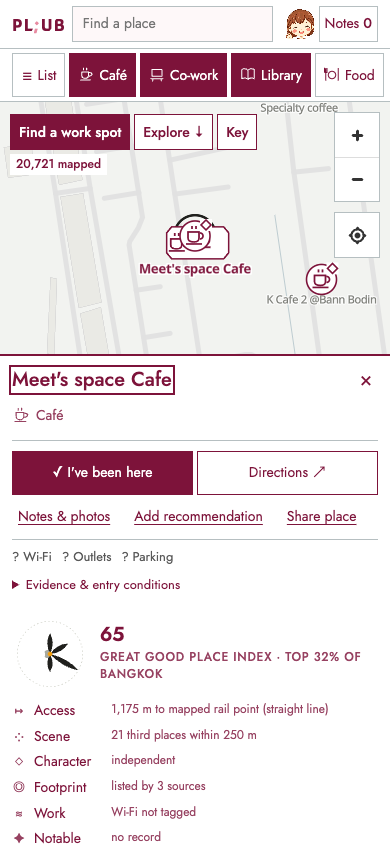 PL;UB
Find a place
Notes 0
≡ List
Café
Co-work
Library
Food
Specialty coffee
Find a work spot
Explore ↓
Key
20,721 mapped
+
−
Meet's space Cafe
K Cafe 2 @Bann Bodin
Meet's space Cafe
×
Café
✓ I've been here
Directions ↗
Notes & photos
Add recommendation
Share place
? Wi-Fi ? Outlets ? Parking
▶ Evidence & entry conditions
65
GREAT GOOD PLACE INDEX · TOP 32% OF
BANGKOK
Access 1,175 m to mapped rail point (straight line)
Scene 21 third places within 250 m
Character independent
Footprint listed by 3 sources
Work Wi-Fi not tagged
Notable no record